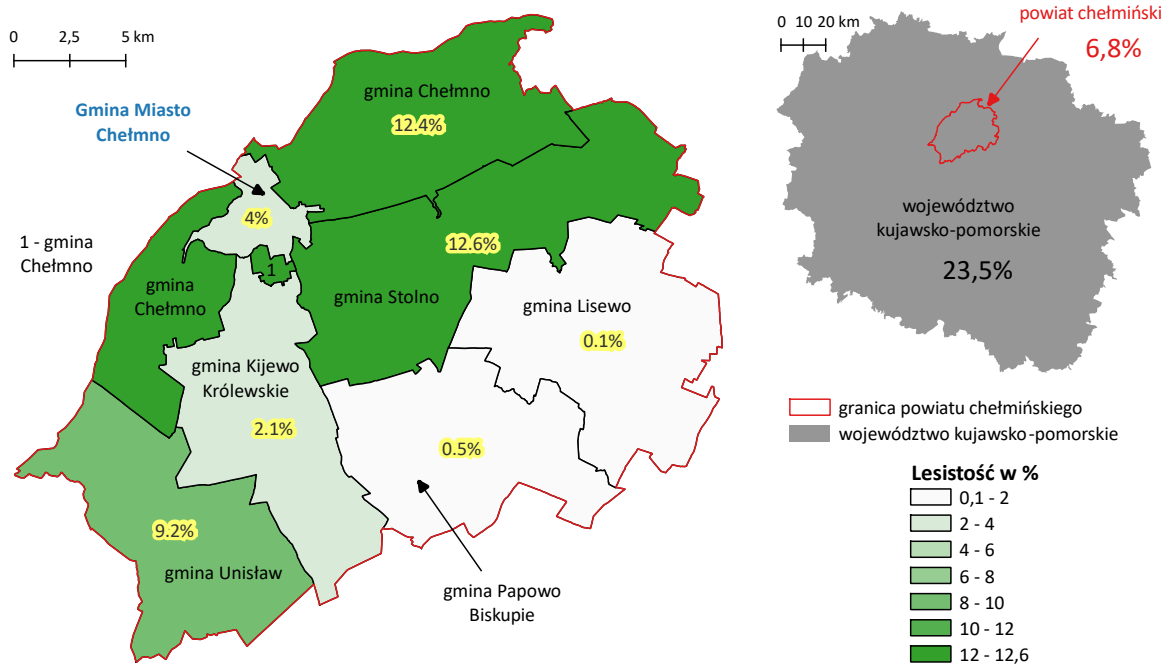 0 2,5 5 km
gmina Chełmno
12.4%
Gmina Miasto
Chełmno
4%
1 - gmina
Chełmno
1
12.6%
gmina
Chełmno
gmina Stolno
gmina Lisewo
0.1%
gmina Kijewo
Królewskie
2.1%
0.5%
9.2%
gmina Unisław
gmina Papowo
Biskupie
0 10 20 km
powiat chełmiński
6,8%
województwo
kujawsko-pomorskie
23,5%
granica powiatu chełmińskiego
województwo kujawsko-pomorskie
Lesistość w %
0,1 - 2
2 - 4
4 - 6
6 - 8
8 - 10
10 - 12
12 - 12,6